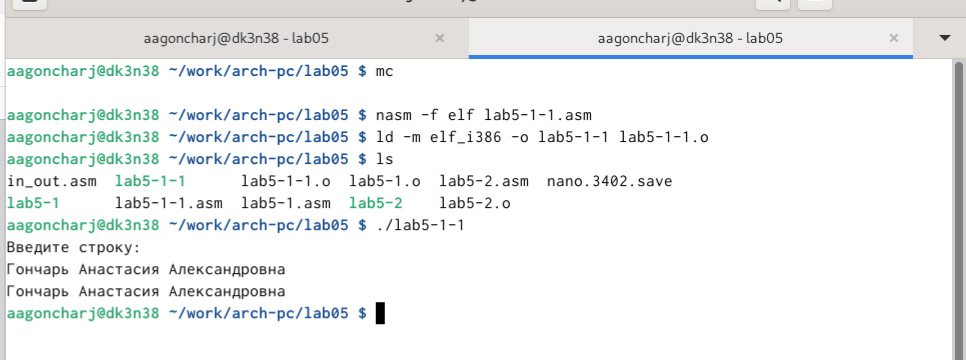 aagoncharj@dk3n38 - lab05 × aagoncharj@dk3n38 - lab05 ×
aagoncharj@dk3n38 ~/work/arch-pc/lab05 $ mc
aagoncharj@dk3n38 ~/work/arch-pc/lab05 $ nasm -f elf lab5-1-1.asm
aagoncharj@dk3n38 ~/work/arch-pc/lab05 $ ld -m elf_i386 -o lab5-1-1 lab5-1-1.o
aagoncharj@dk3n38 ~/work/arch-pc/lab05 $ ls
in_out.asm lab5-1-1 lab5-1-1.o lab5-1.o lab5-2.asm nano.3402.save
lab5-1 lab5-1-1.asm lab5-1.asm lab5-2 lab5-2.o
aagoncharj@dk3n38 ~/work/arch-pc/lab05 $ ./lab5-1-1
Введите строку:
Гончарь Анастасия Александровна
Гончарь Анастасия Александровна
aagoncharj@dk3n38 ~/work/arch-pc/lab05 $